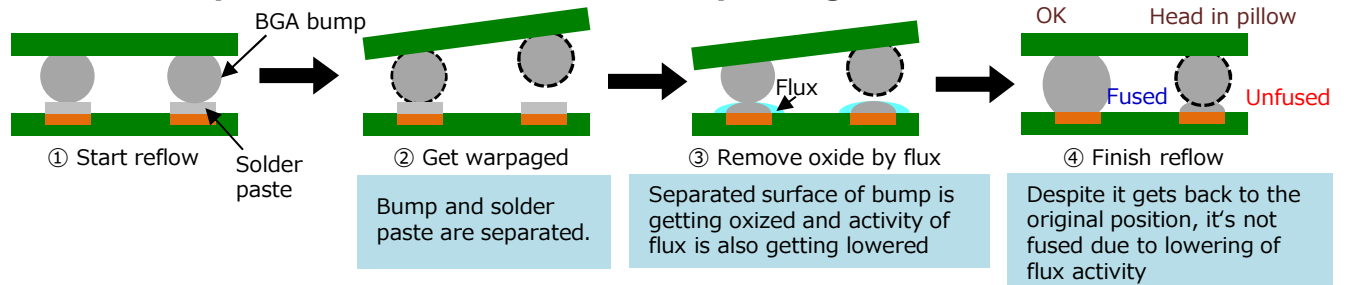 BGA bump
OK
Head in pillow
Flux
Fused
Unfused
① Start reflow
Solder
paste
② Get warpaged
③ Remove oxide by flux
④ Finish reflow
Bump and solder
paste are separated.
Separated surface of bump is
getting oxized and activity of
flux is also getting lowered
Despite it gets back to the
original position, it's not
fused due to lowering of
flux activity